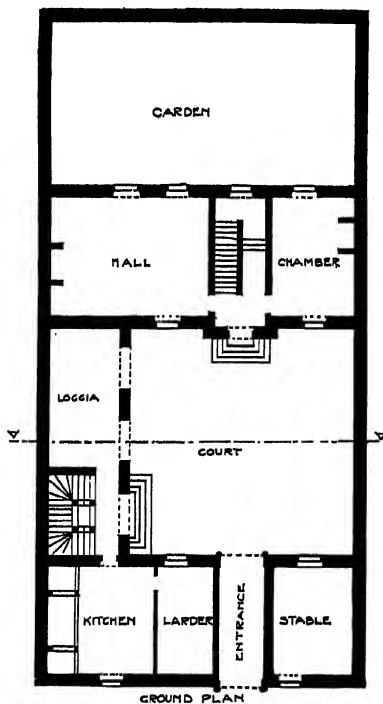 GARDEN
HALL
CHAMBER
LOGGIA
A
A
COURT
KITCHEN
LARDER
ENTRANCE
STABLE
GROUND PLAN